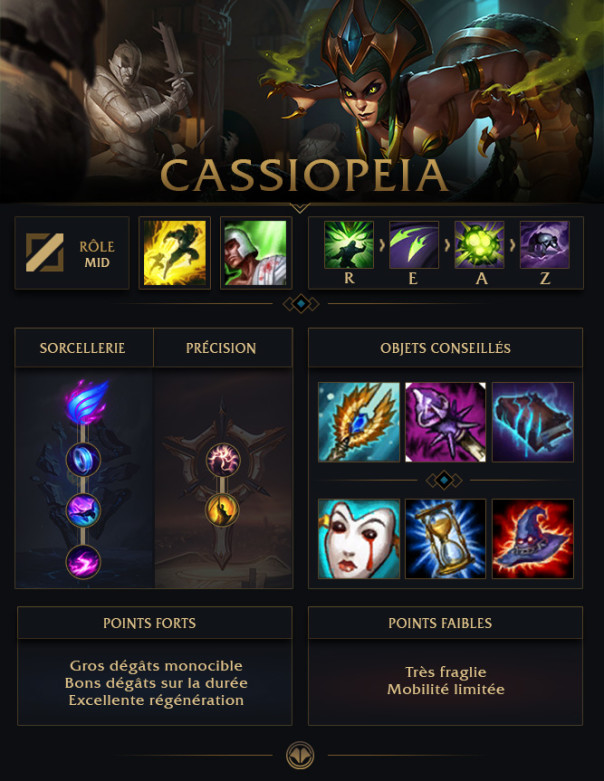 CASSIOPEIA
RÔLE
MID
R
E
A
Z
SORCELLERIE
PRÉCISION
OBJETS CONSEILLÉS
POINTS FORTS
Gros dégâts monocible
Bons dégâts sur la durée
Excellente régénération
POINTS FAIBLES
Très fraglie
Mobilité limitée